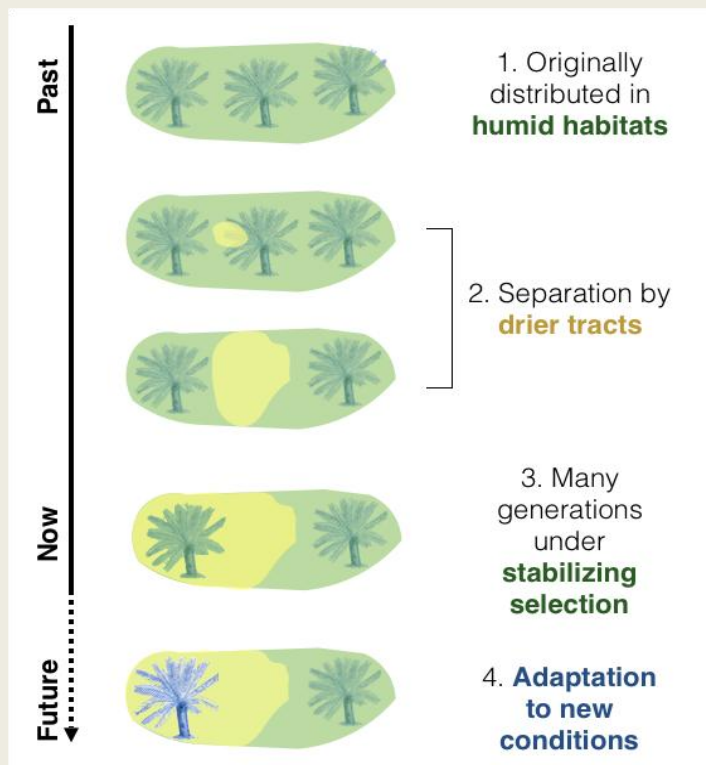 Past
1. Originally
distributed in
humid habitats
2. Separation by
drier tracts
Now
3. Many
generations
under
stabilizing
selection
Future
4. Adaptation
to new
conditions